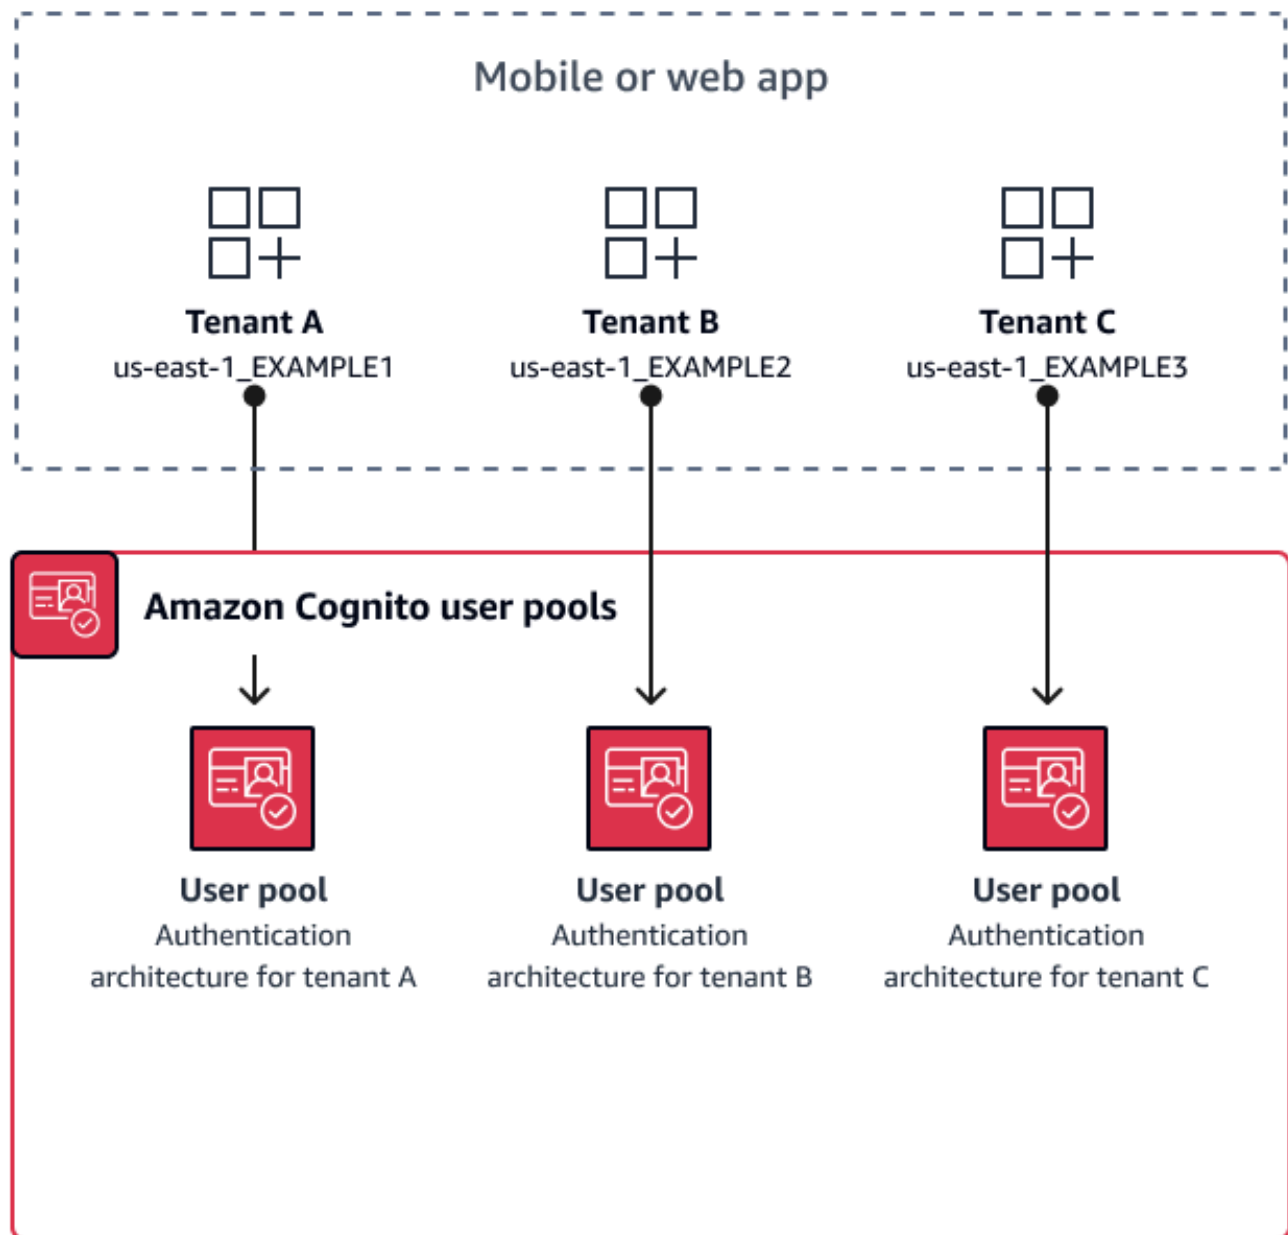 Mobile or web app
Tenant A
us-east-1_EXAMPLE1
Tenant B
us-east-1_EXAMPLE2
Tenant C
us-east-1_EXAMPLE3
Amazon Cognito user pools
User pool
Authentication
architecture for tenant A
User pool
Authentication
architecture for tenant B
User pool
Authentication
architecture for tenant C